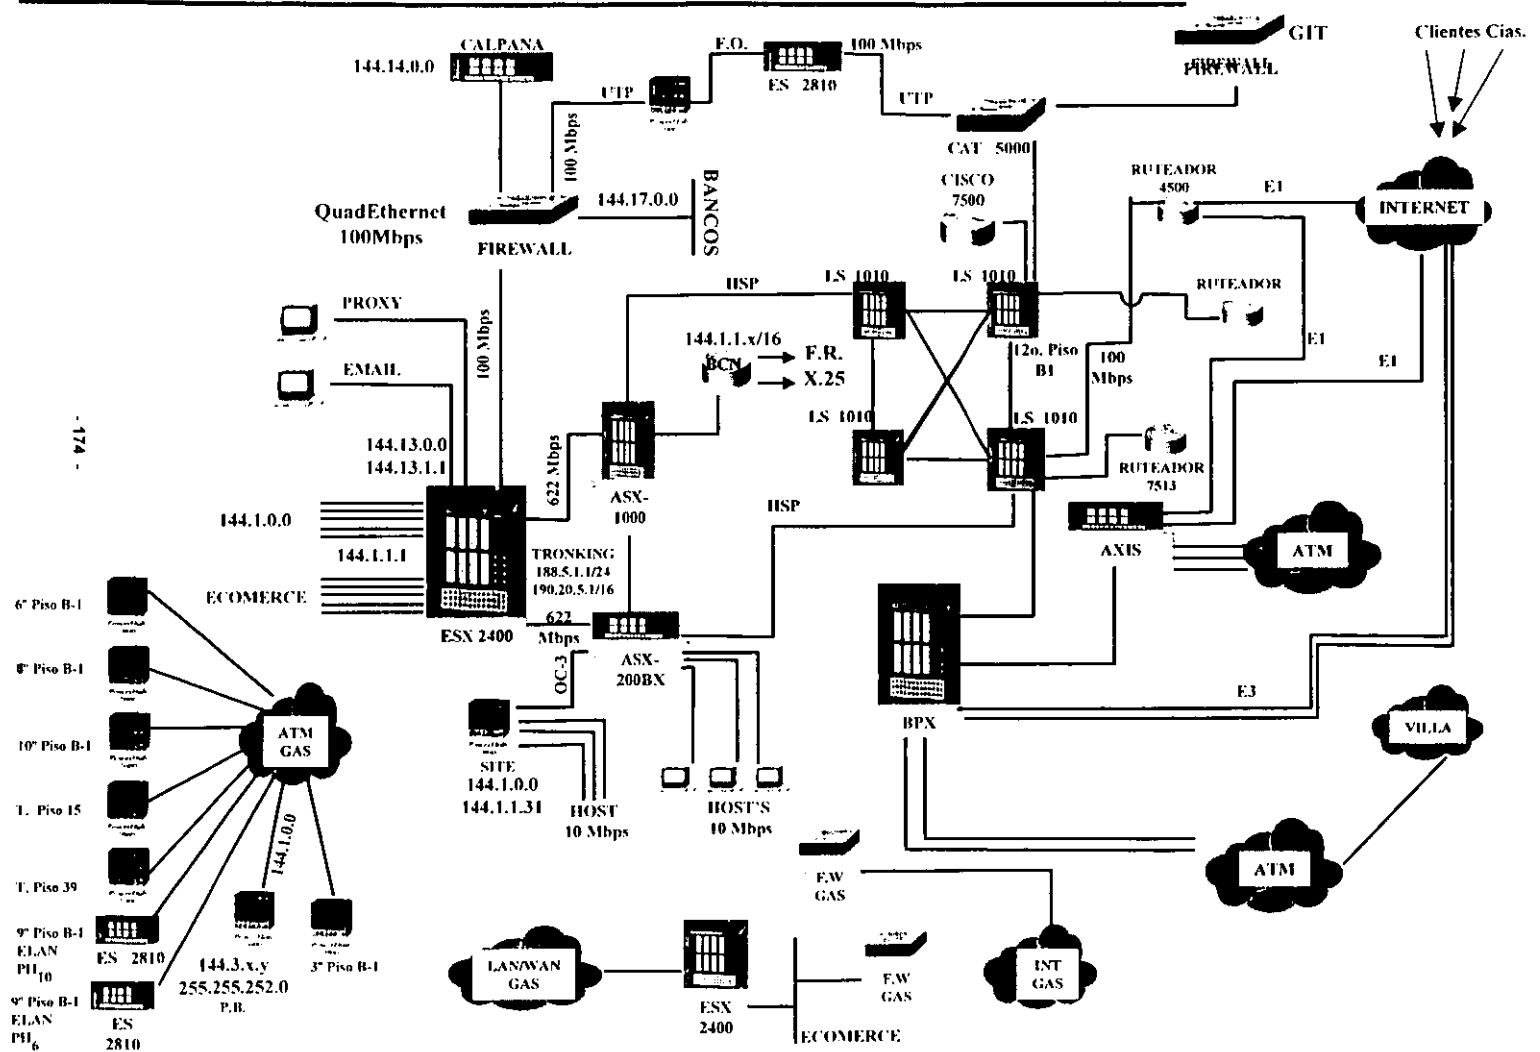 CALPANA
144.14.0.0
F.O.
100 Mbps
ES 2810
UTP
UTP
GIT
FIREWALL
Clientes Cias.
CAT 5000
100 Mbps
BANCOS
144.17.0.0
QuadEthernet
100Mbps
FIREWALL
CISCO
7500
RUTEADOR
4500
E1
INTERNET
HSP
LS 1010
LS 1010
RUTEADOR
PROXY
100 Mbps
144.1.1.x/16
BCN
F.R.
X.25
12o. Piso
B1
100
Mbps
E1
E1
EMAIL
- 174 -
144.13.0.0
144.13.1.1
622 Mbps
LS 1010
LS 1010
RUTEADOR
7513
ASX-
1000
HSP
144.1.0.0
144.1.1.1
TRONKING
188.5.1.1/24
190.20.5.1/16
AXIS
ATM
ECOMERCE
ESX 2400
622
Mbps
6º Piso B-1
8º Piso B-1
10º Piso B-1
T. Piso 15
T. Piso 39
9º Piso B-1
ELAN
PH10
ES 2810
9º Piso B-1
ELAN
PH6
ES
2810
ATM
GAS
144.1.0.0
144.3.x.y
255.255.252.0
P.B.
3º Piso B-1
OC-3
ASX-
200BX
SITE
144.1.0.0
144.1.1.31
HOST
10 Mbps
HOST'S
10 Mbps
BPX
E3
VILLA
ATM
F.W
GAS
LAN/WAN
GAS
ESX
2400
F.W
GAS
ECOMERCE
INT
GAS